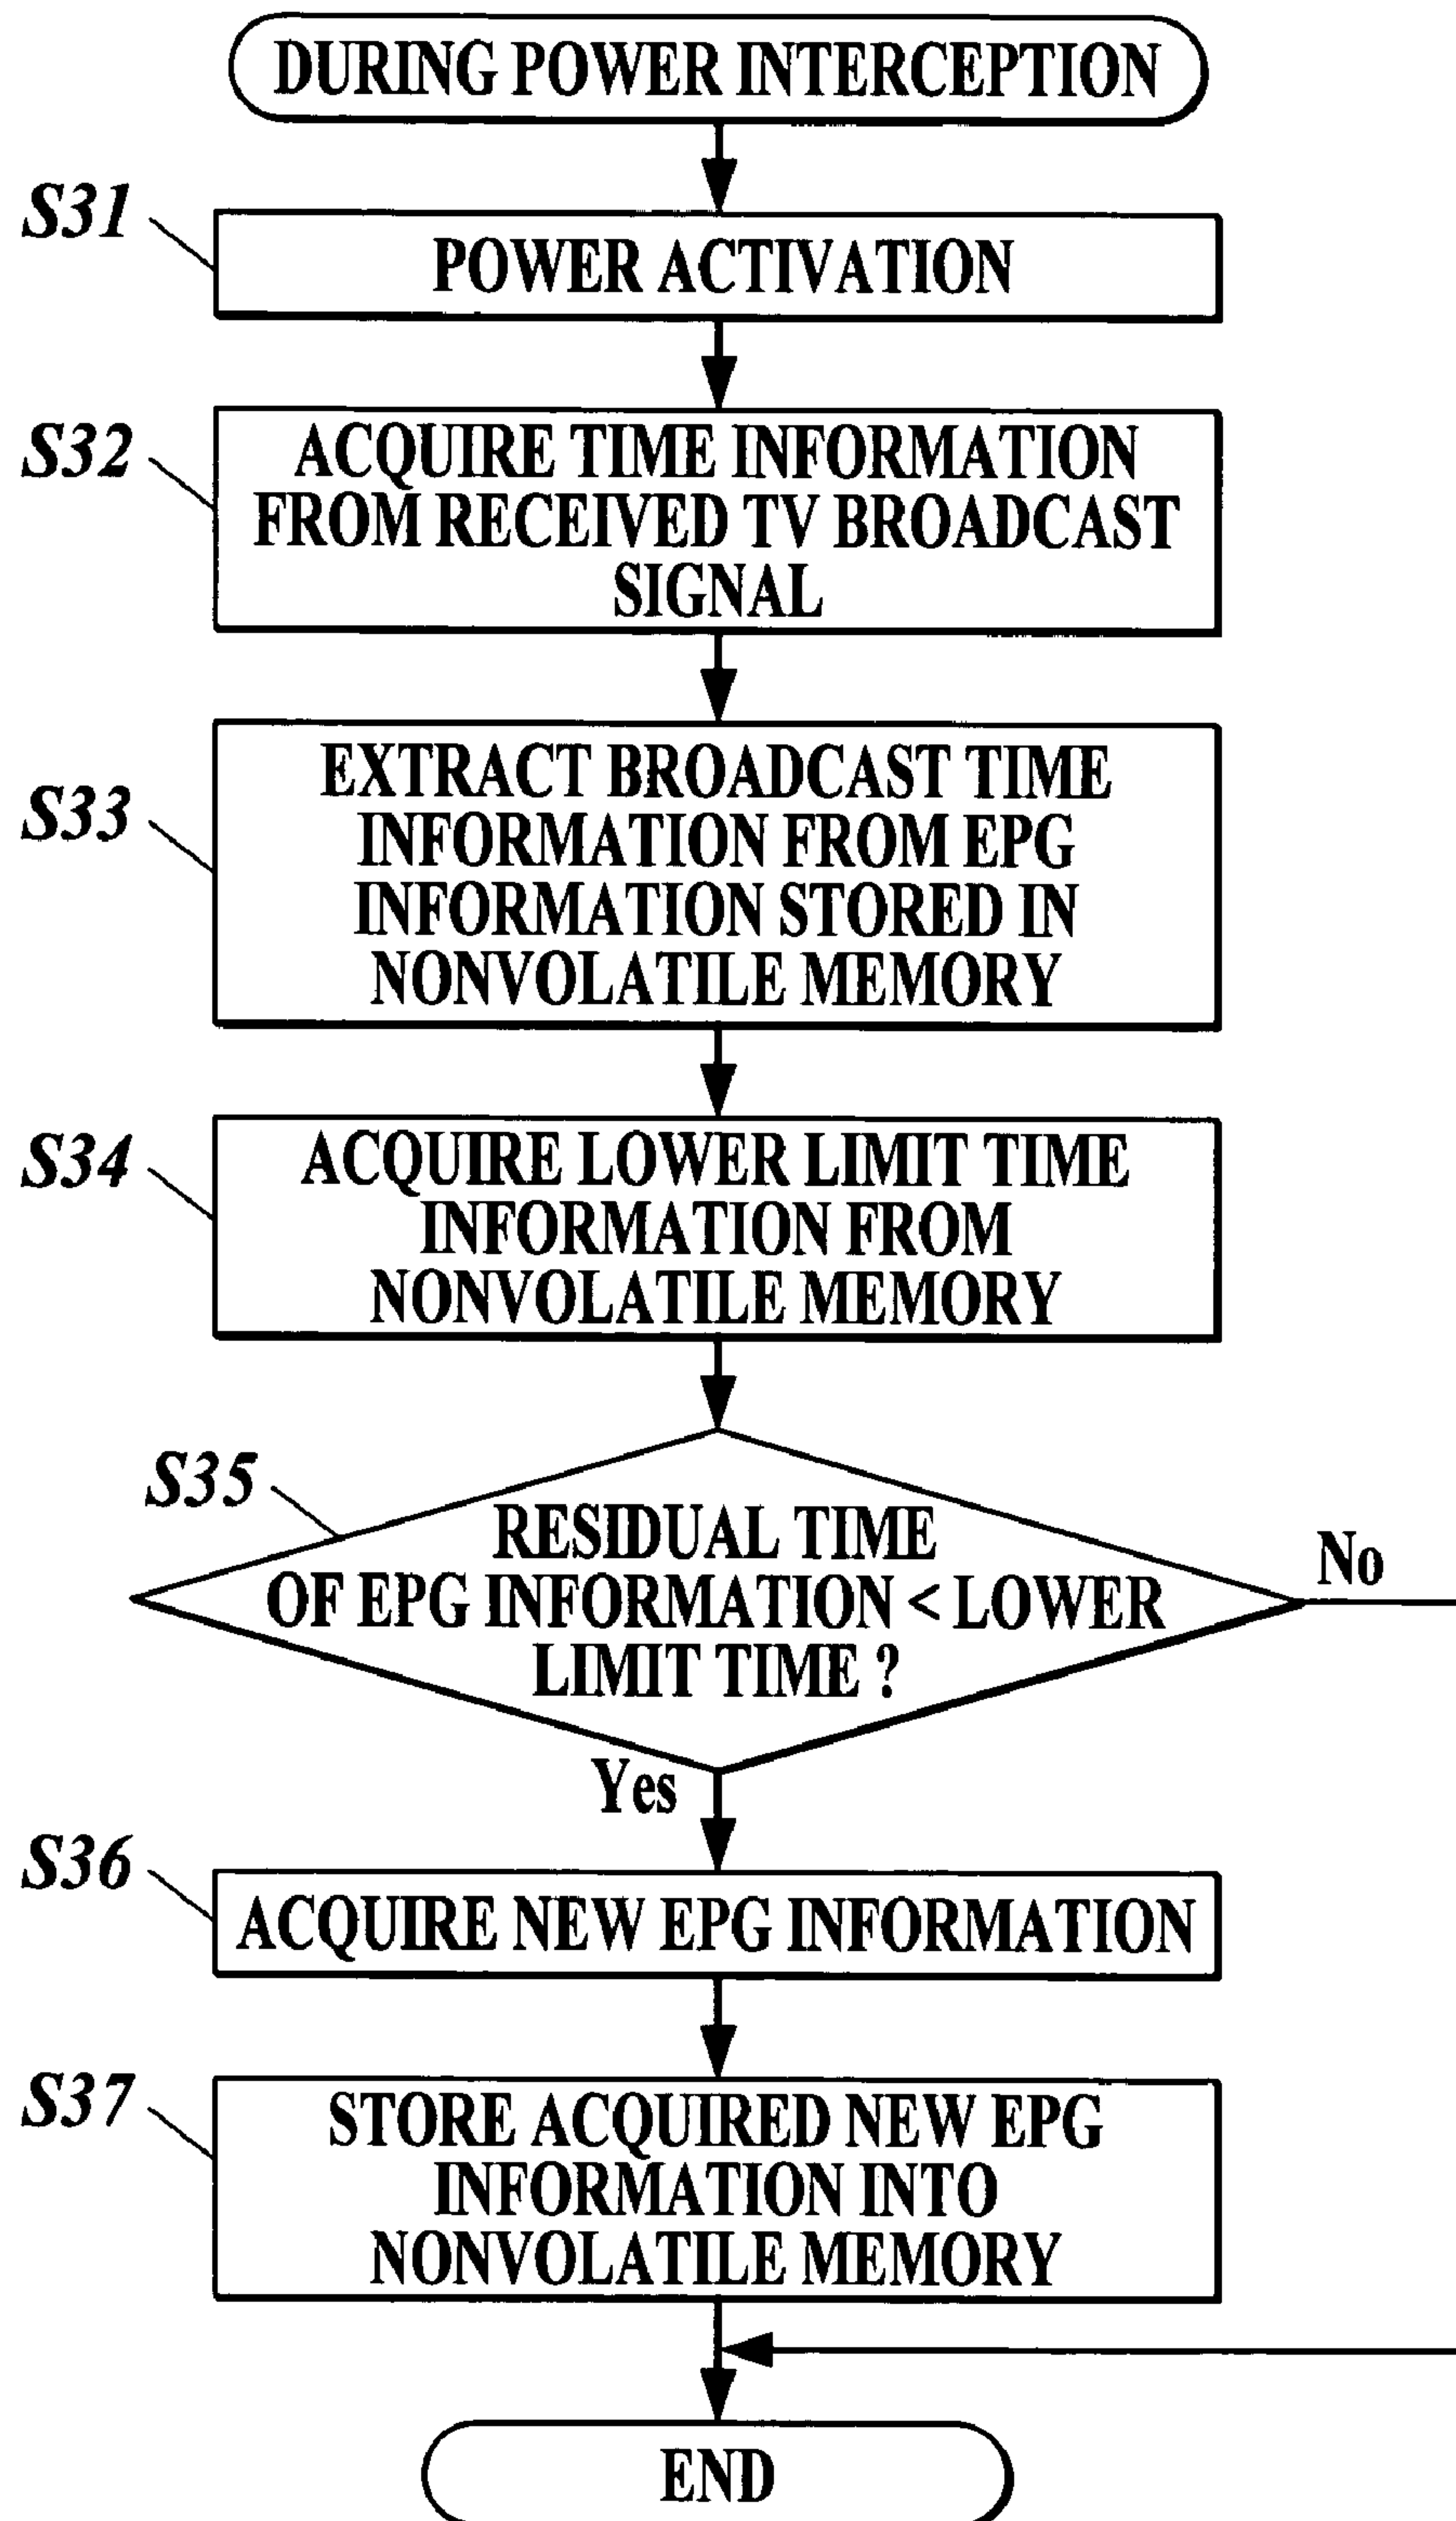 DURING POWER INTERCEPTION
S31
POWER ACTIVATION
S32
ACQUIRE TIME INFORMATION
FROM RECEIVED TV BROADCAST
SIGNAL
S33
EXTRACT BROADCAST TIME
INFORMATION FROM EPG
INFORMATION STORED IN
NONVOLATILE MEMORY
S34
ACQUIRE LOWER LIMIT TIME
INFORMATION FROM
NONVOLATILE MEMORY
S35
RESIDUAL TIME
OF EPG INFORMATION < LOWER
LIMIT TIME ?
No
Yes
S36
ACQUIRE NEW EPG INFORMATION
S37
STORE ACQUIRED NEW EPG
INFORMATION INTO
NONVOLATILE MEMORY
END